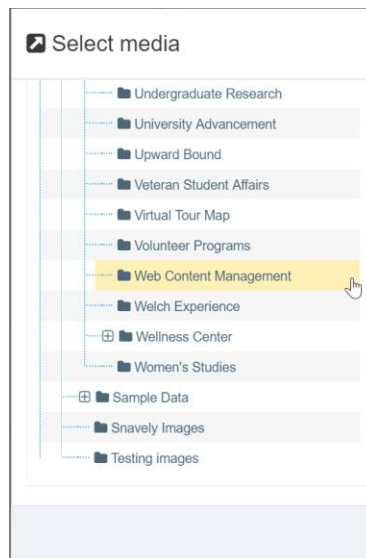 Select media
Undergraduate Research
University Advancement
Upward Bound
Veteran Student Affairs
Virtual Tour Map
Volunteer Programs
Web Content Management
Welch Experience
Wellness Center
Women's Studies
Sample Data
Snavely Images
Testing images